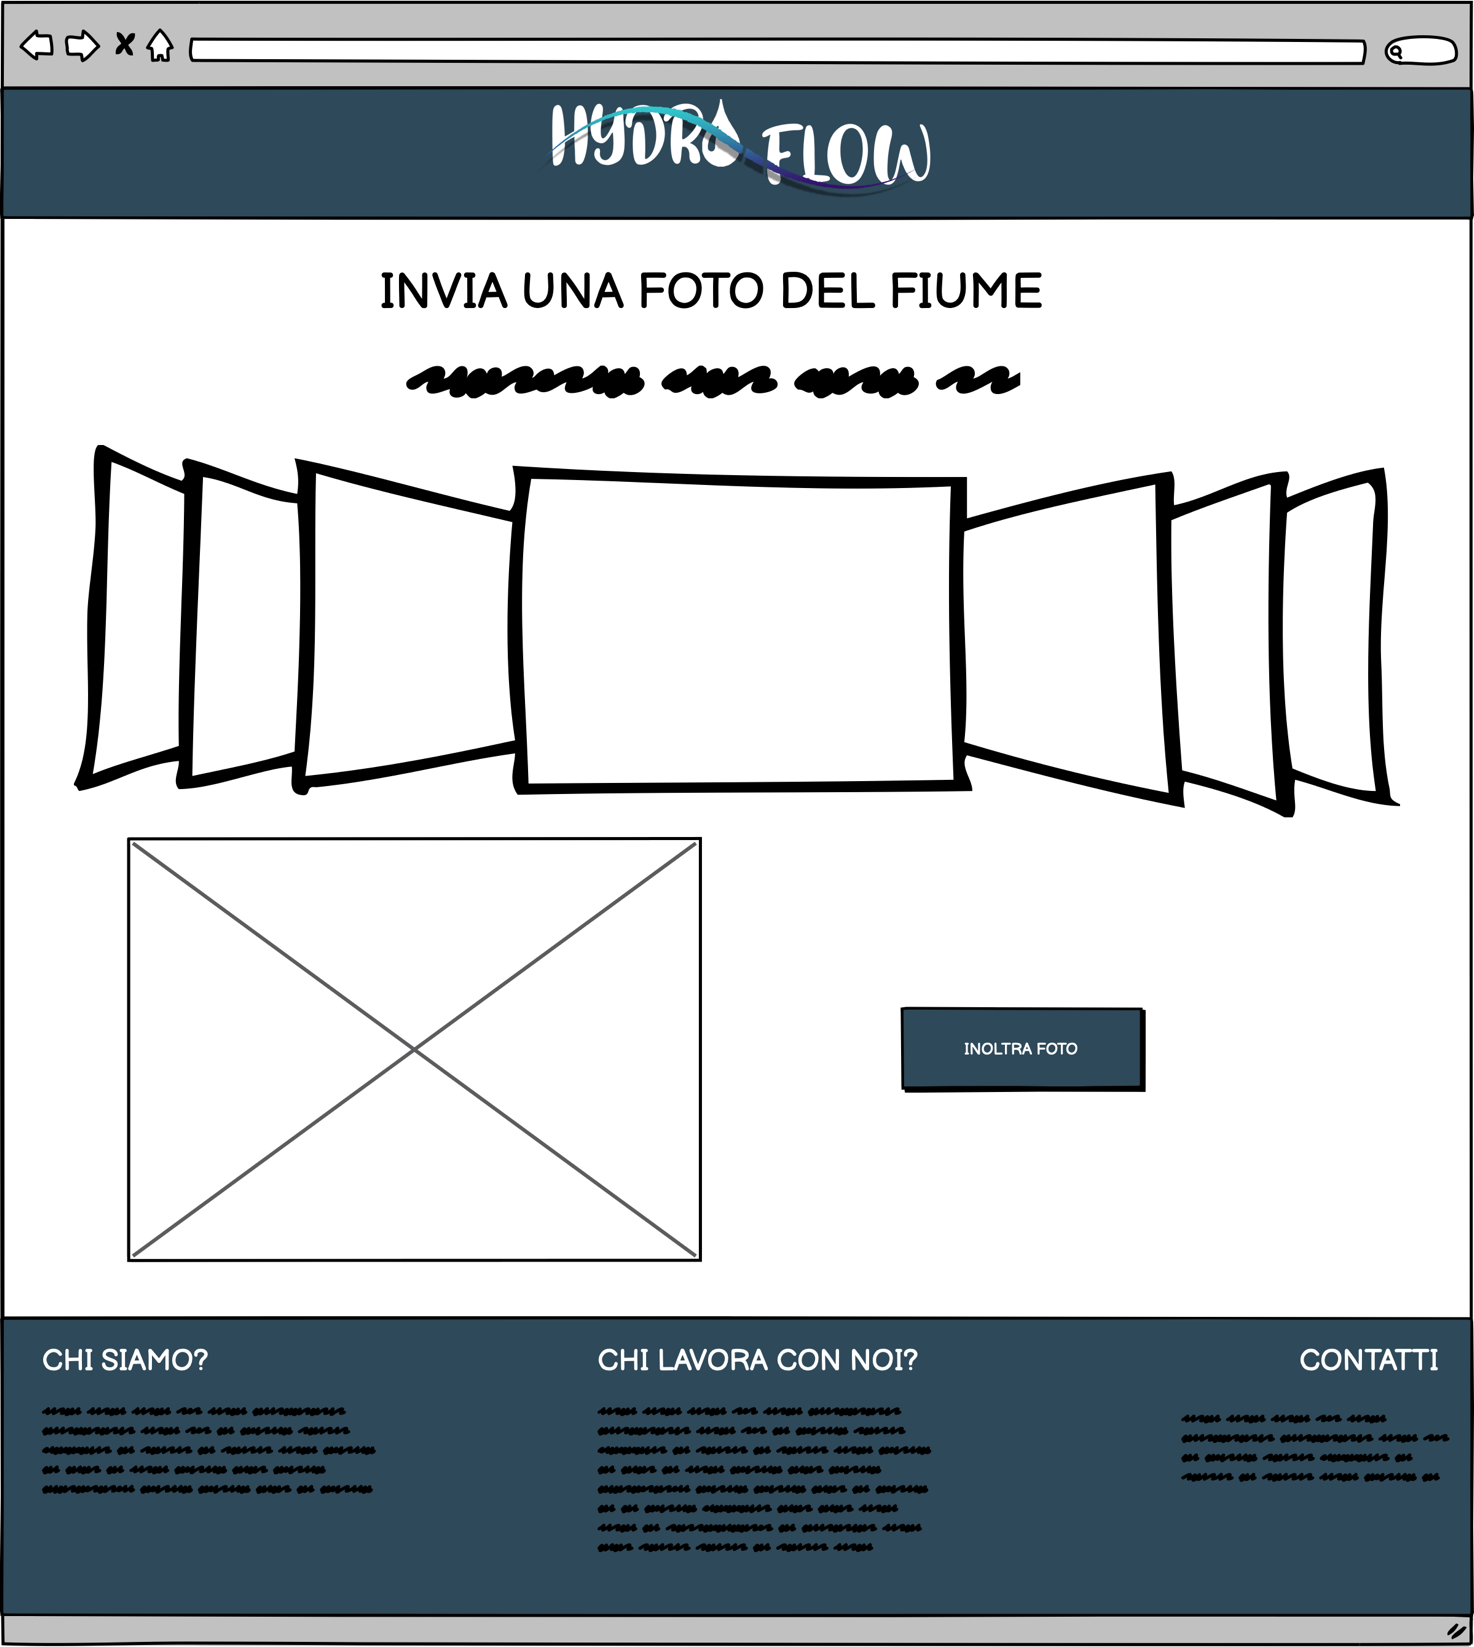 HYDRO FLOW
INVIA UNA FOTO DEL FIUME
INOLTRA FOTO
CHI SIAMO?
CHI LAVORA CON NOI?
CONTATTI